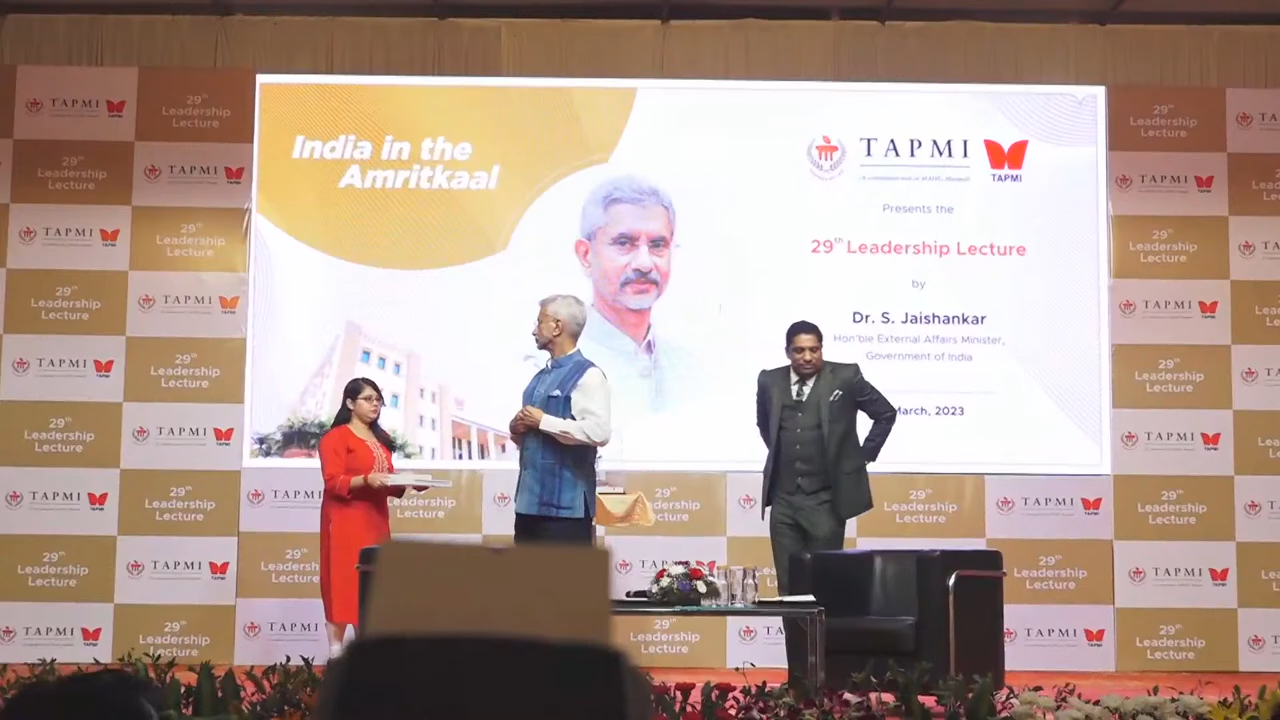 India in the
Amritkaal
TAPMI
TAPMI
Presents the
29th Leadership Lecture
by
Dr. S. Jaishankar
Hon'ble External Affairs Minister,
Government of India
March, 2023
TAPMI
29th
Leadership
Lecture